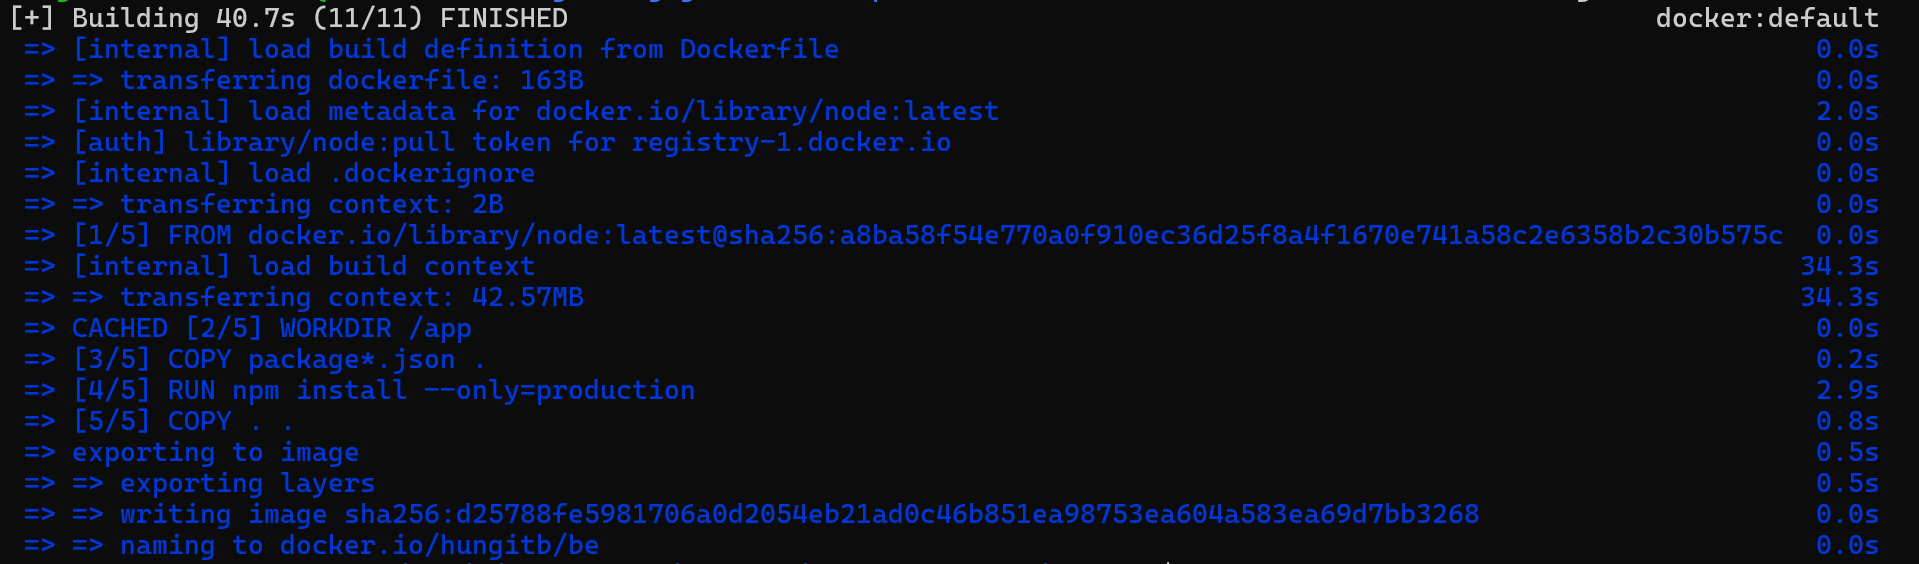 [+] Building 40.7s (11/11) FINISHED docker:default
=> [internal] load build definition from Dockerfile 0.0s
=> => transferring dockerfile: 163B 0.0s
=> [internal] load metadata for docker.io/library/node:latest 2.0s
=> [auth] library/node:pull token for registry-1.docker.io 0.0s
=> [internal] load .dockerignore 0.0s
=> => transferring context: 2B 0.0s
=> [1/5] FROM docker.io/library/node:latest@sha256:a8ba58f54e770a0f910ec36d25f8a4f1670e741a58c2e6358b2c30b575c 0.0s
=> [internal] load build context 34.3s
=> => transferring context: 42.57MB 34.3s
=> CACHED [2/5] WORKDIR /app 0.0s
=> [3/5] COPY package*.json . 0.2s
=> [4/5] RUN npm install --only=production 2.9s
=> [5/5] COPY . . 0.8s
=> exporting to image 0.5s
=> => exporting layers 0.5s
=> => writing image sha256:d25788fe5981706a0d2054eb21ad0c46b851ea98753ea604a583ea69d7bb3268 0.0s
=> => naming to docker.io/hungitb/be 0.0s